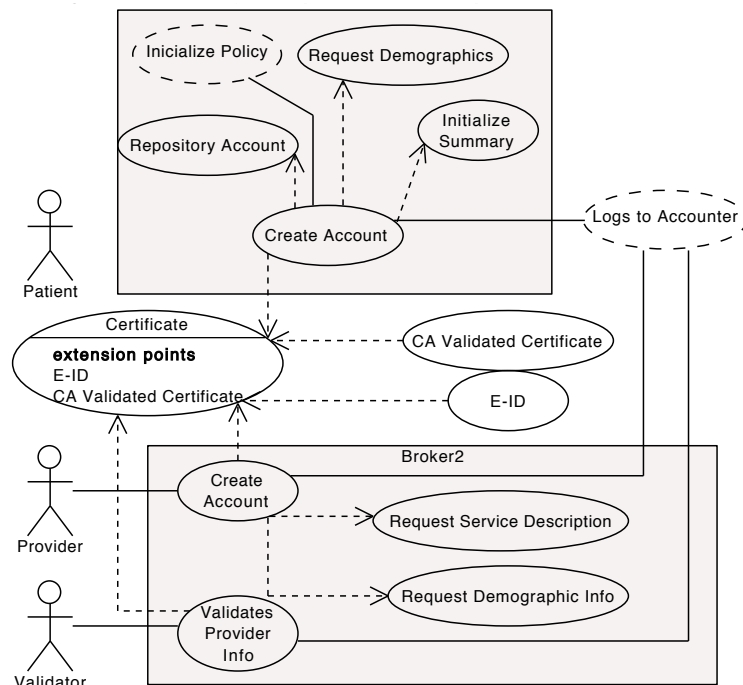 Inicialize Policy
Request Demographics
Initialize
Summary
Repository Account
Create Account
Logs to Accounter
Patient
Certificate
extension points
E-ID
CA Validated Certificate
CA Validated Certificate
E-ID
Broker2
Create
Account
Request Service Description
Provider
Request Demographic Info
Validates
Provider
Info
Validator